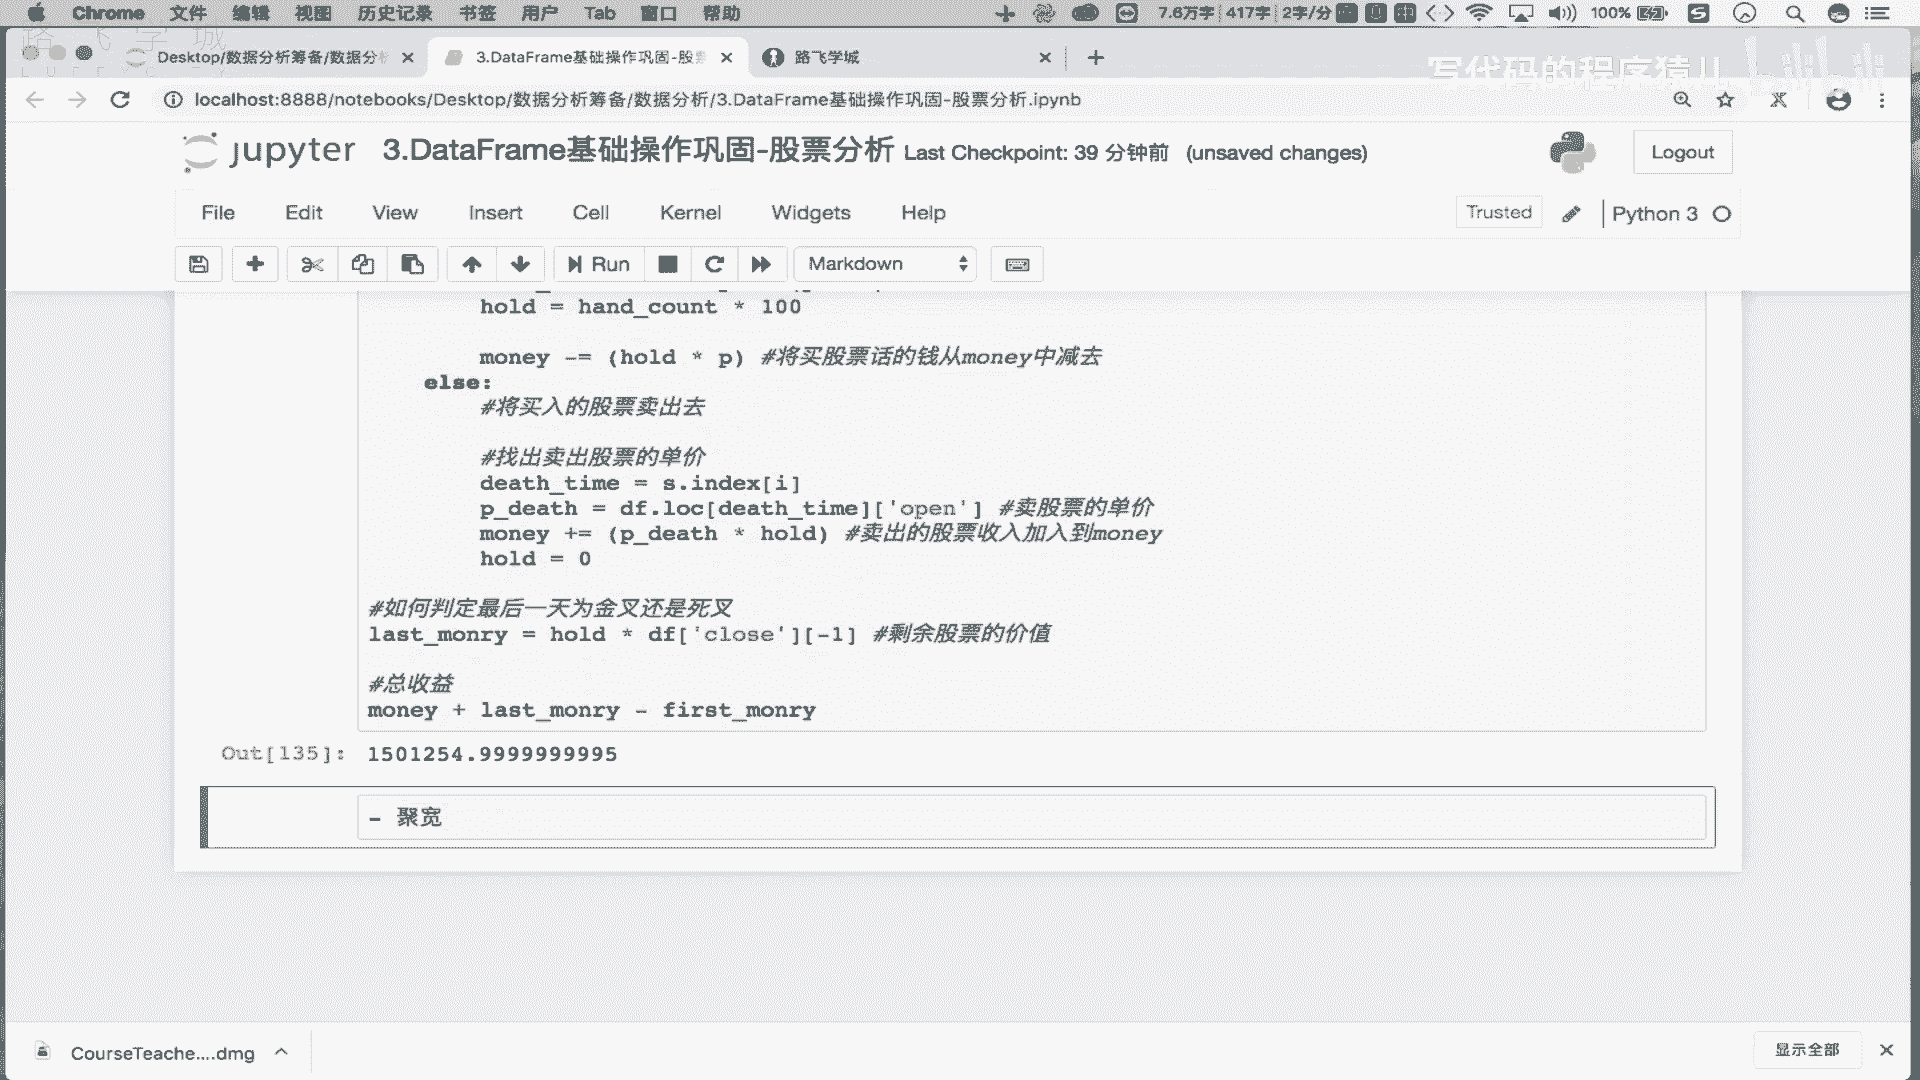 Chrome 文件 编辑 视图 历史记录 书签 用户 Tab 窗口 帮助 7.6万字 417字 2字/分 100%
Desktop/数据分析筹备/数据分析 3.DataFrame基础操作巩固-股票 路飞学城
写代码的程序猿儿 bilibili
localhost:8888/notebooks/Desktop/数据分析筹备/数据分析/3.DataFrame基础操作巩固-股票分析.ipynb
jupyter 3.DataFrame基础操作巩固-股票分析 Last Checkpoint: 39 分钟前 (unsaved changes) Logout
File Edit View Insert Cell Kernel Widgets Help Trusted Python 3
Run Markdown
hold = hand_count * 100
money -= (hold * p) #将买股票话的钱从money中减去
else:
#将买入的股票卖出去
#找出卖出股票的单价
death_time = s.index[i]
p_death = df.loc[death_time]['open'] #卖股票的单价
money += (p_death * hold) #卖出的股票收入加入到money
hold = 0
#如何判定最后一天为金叉还是死叉
last_monry = hold * df['close'][-1] #剩余股票的价值
#总收益
money + last_monry - first_monry
Out[135]: 1501254.9999999995
- 聚宽
CourseTeache....dmg 显示全部